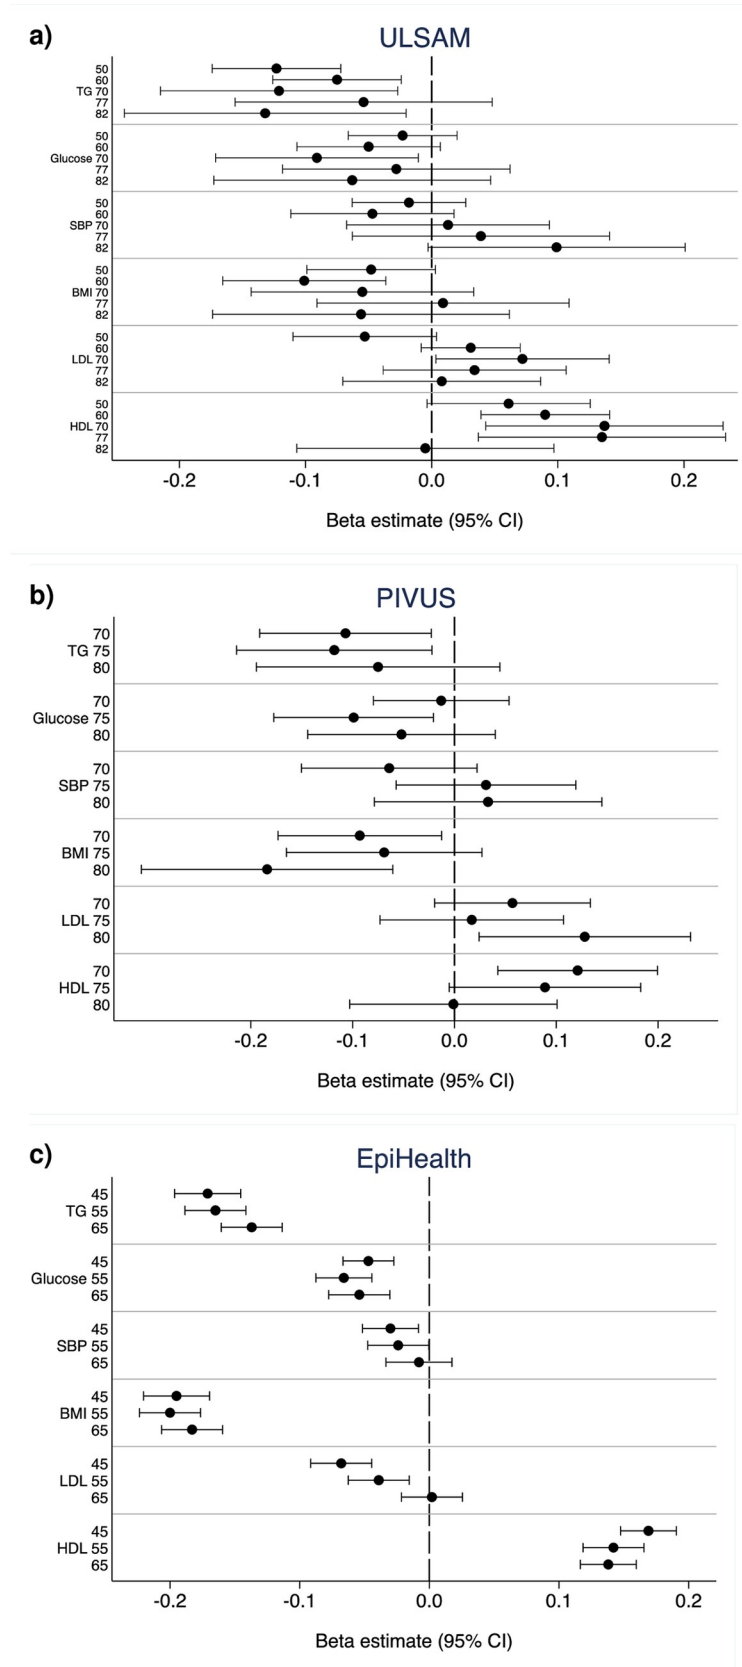 a)
ULSAM
50
60
TG 70
77
82
50
60
Glucose 70
77
82
50
60
SBP 70
77
82
50
60
BMI 70
77
82
50
60
LDL 70
77
82
50
60
HDL 70
77
82
-0.2 -0.1 0.0 0.1 0.2
Beta estimate (95% CI)
b)
PIVUS
70
TG 75
80
70
Glucose 75
80
70
SBP 75
80
70
BMI 75
80
70
LDL 75
80
70
HDL 75
80
-0.2 -0.1 0.0 0.1 0.2
Beta estimate (95% CI)
c)
EpiHealth
45
TG 55
65
45
Glucose 55
65
45
SBP 55
65
45
BMI 55
65
45
LDL 55
65
45
HDL 55
65
-0.2 -0.1 0.0 0.1 0.2
Beta estimate (95% CI)